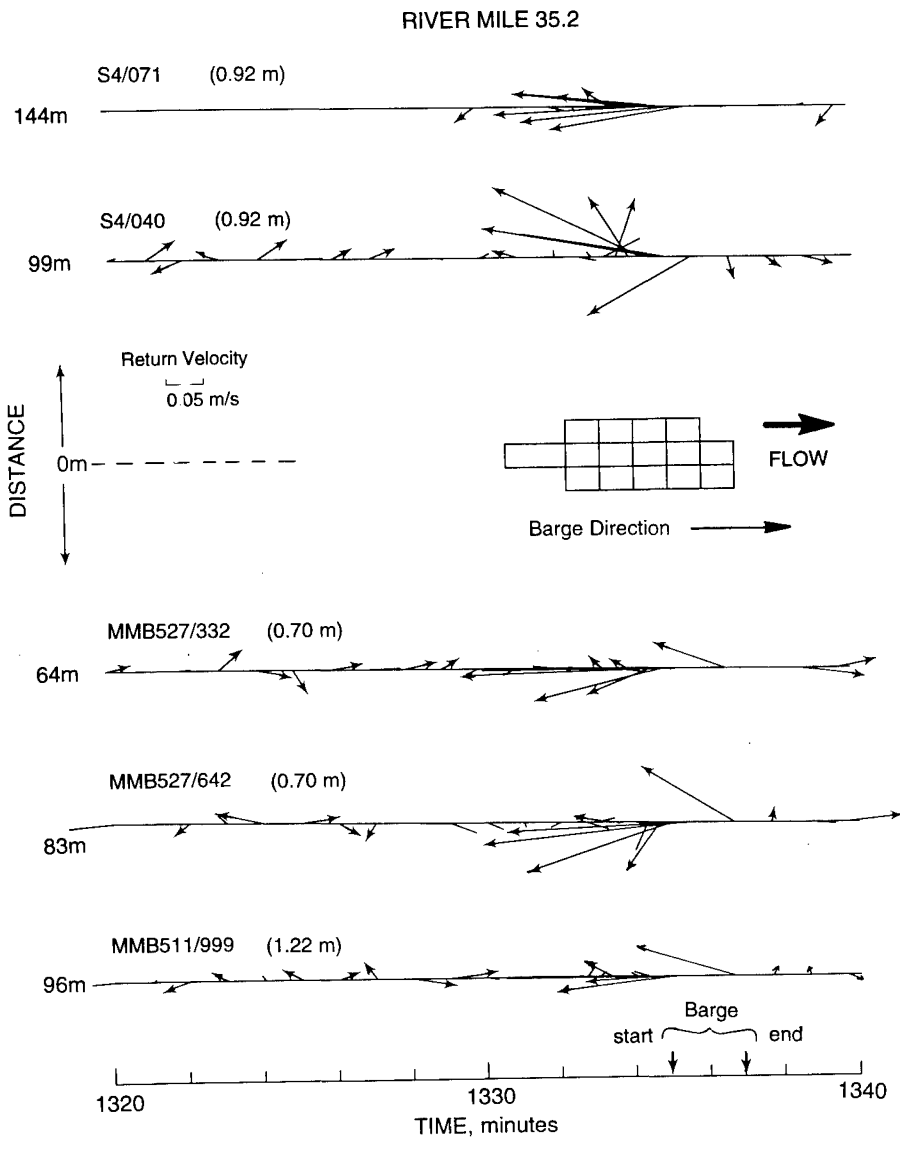 RIVER MILE 35.2
S4/071 (0.92 m)
144m
S4/040 (0.92 m)
99m
Return Velocity
0.05 m/s
DISTANCE
0m
FLOW
Barge Direction
MMB527/332 (0.70 m)
64m
MMB527/642 (0.70 m)
83m
MMB511/999 (1.22 m)
96m
Barge
start end
1320 1330 1340
TIME, minutes